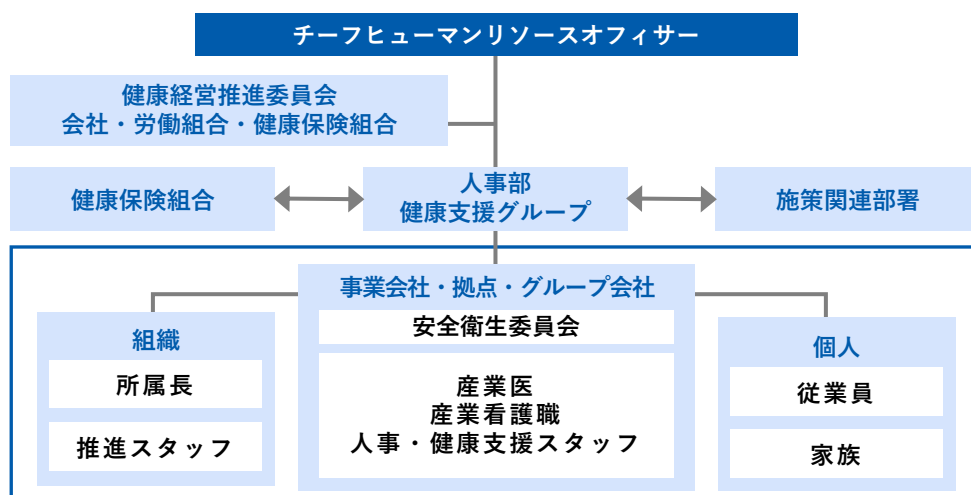 チーフヒューマンリソースオフィサー
健康経営推進委員会
会社・労働組合・健康保険組合
健康保険組合
人事部
健康支援グループ
施策関連部署
事業会社・拠点・グループ会社
安全衛生委員会
産業医
産業看護職
人事・健康支援スタッフ
組織
所属長
推進スタッフ
個人
従業員
家族